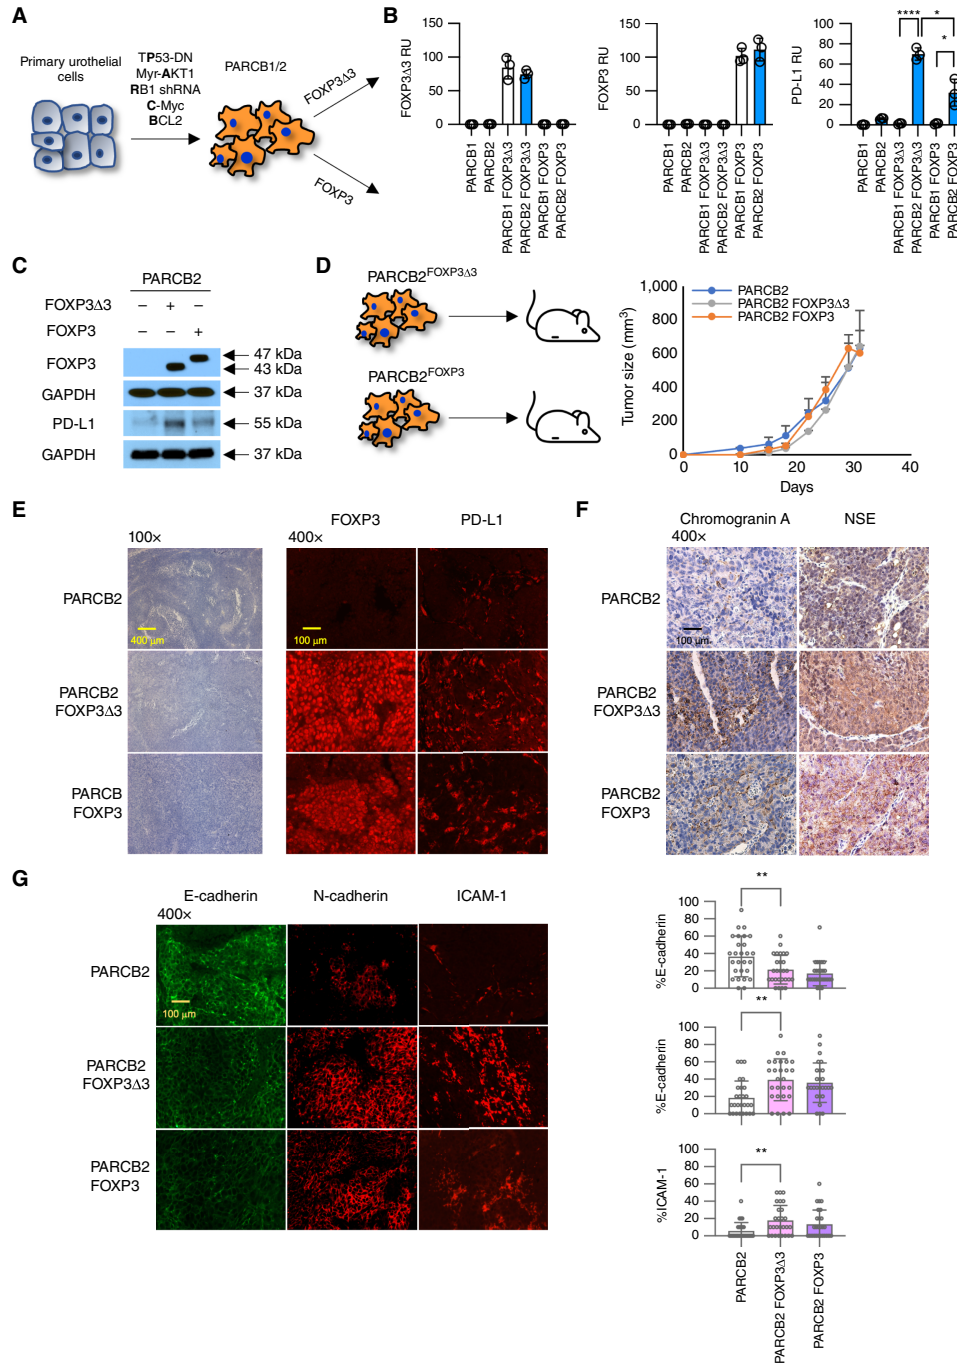 A
Primary urothelial
cells
TP53-DN
Myr-AKT1
RB1 shRNA
C-Myc
BCL2
PARCB1/2
FOXP3Δ3
FOXP3
B
FOXP3Δ3 RU
150
100
50
0
PARCB1
PARCB2
PARCB1 FOXP3Δ3
PARCB2 FOXP3Δ3
PARCB1 FOXP3
PARCB2 FOXP3
FOXP3 RU
150
100
50
0
PARCB1
PARCB2
PARCB1 FOXP3Δ3
PARCB2 FOXP3Δ3
PARCB1 FOXP3
PARCB2 FOXP3
PD-L1 RU
100
80
60
40
20
0
**** *
*
PARCB1
PARCB2
PARCB1 FOXP3Δ3
PARCB2 FOXP3Δ3
PARCB1 FOXP3
PARCB2 FOXP3
C
PARCB2
FOXP3Δ3 – + –
FOXP3 – – +
FOXP3
47 kDa
43 kDa
GAPDH 37 kDa
PD-L1 55 kDa
GAPDH 37 kDa
D
PARCB2FOXP3Δ3
PARCB2FOXP3
Tumor size (mm3)
1,000
800
600
400
200
0
0 10 20 30 40
Days
PARCB2
PARCB2 FOXP3Δ3
PARCB2 FOXP3
E
100×
400×
FOXP3 PD-L1
PARCB2
400 µm
100 µm
PARCB2
FOXP3Δ3
PARCB
FOXP3
F
Chromogranin A NSE
400×
PARCB2
100 µm
PARCB2
FOXP3Δ3
PARCB2
FOXP3
G
E-cadherin N-cadherin ICAM-1
400×
PARCB2
100 µm
PARCB2
FOXP3Δ3
PARCB2
FOXP3
%E-cadherin
100
80
60
40
20
0
**
%E-cadherin
100
80
60
40
20
0
**
%ICAM-1
100
80
60
40
20
0
**
PARCB2
PARCB2 FOXP3Δ3
PARCB2 FOXP3